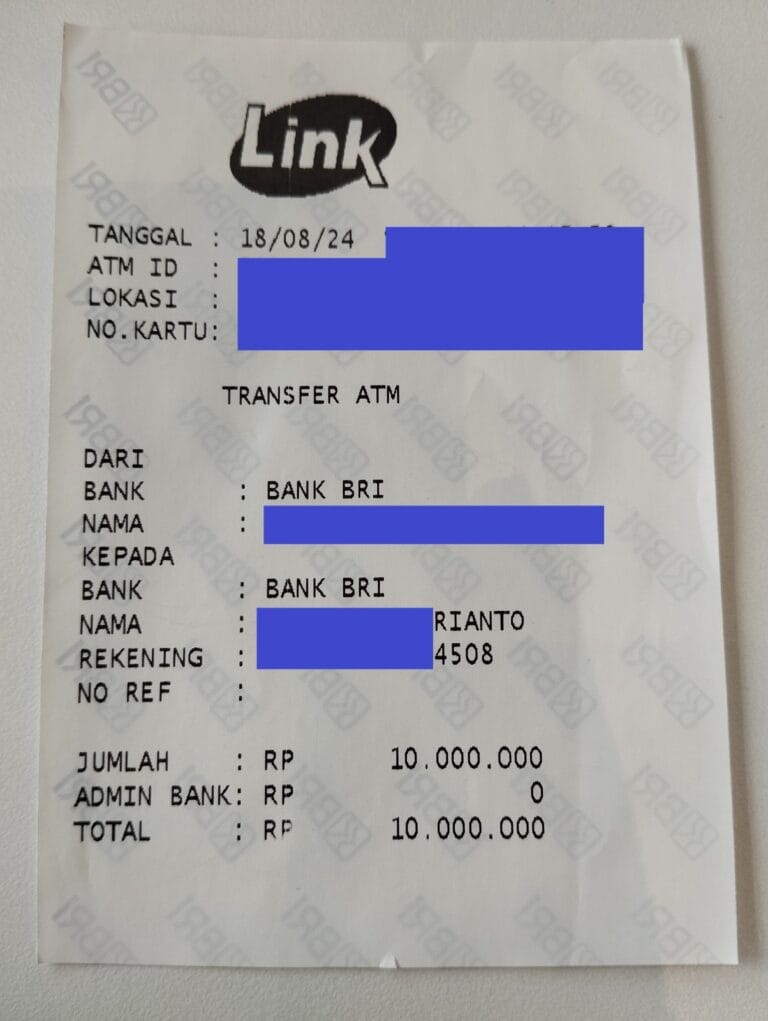 Link
TANGGAL : 18/08/24
ATM ID :
LOKASI :
NO.KARTU:
TRANSFER ATM
DARI
BANK : BANK BRI
NAMA :
KEPADA
BANK : BANK BRI
NAMA : RIANTO
REKENING : 4508
NO REF :
JUMLAH : RP 10.000.000
ADMIN BANK: RP 0
TOTAL : RP 10.000.000